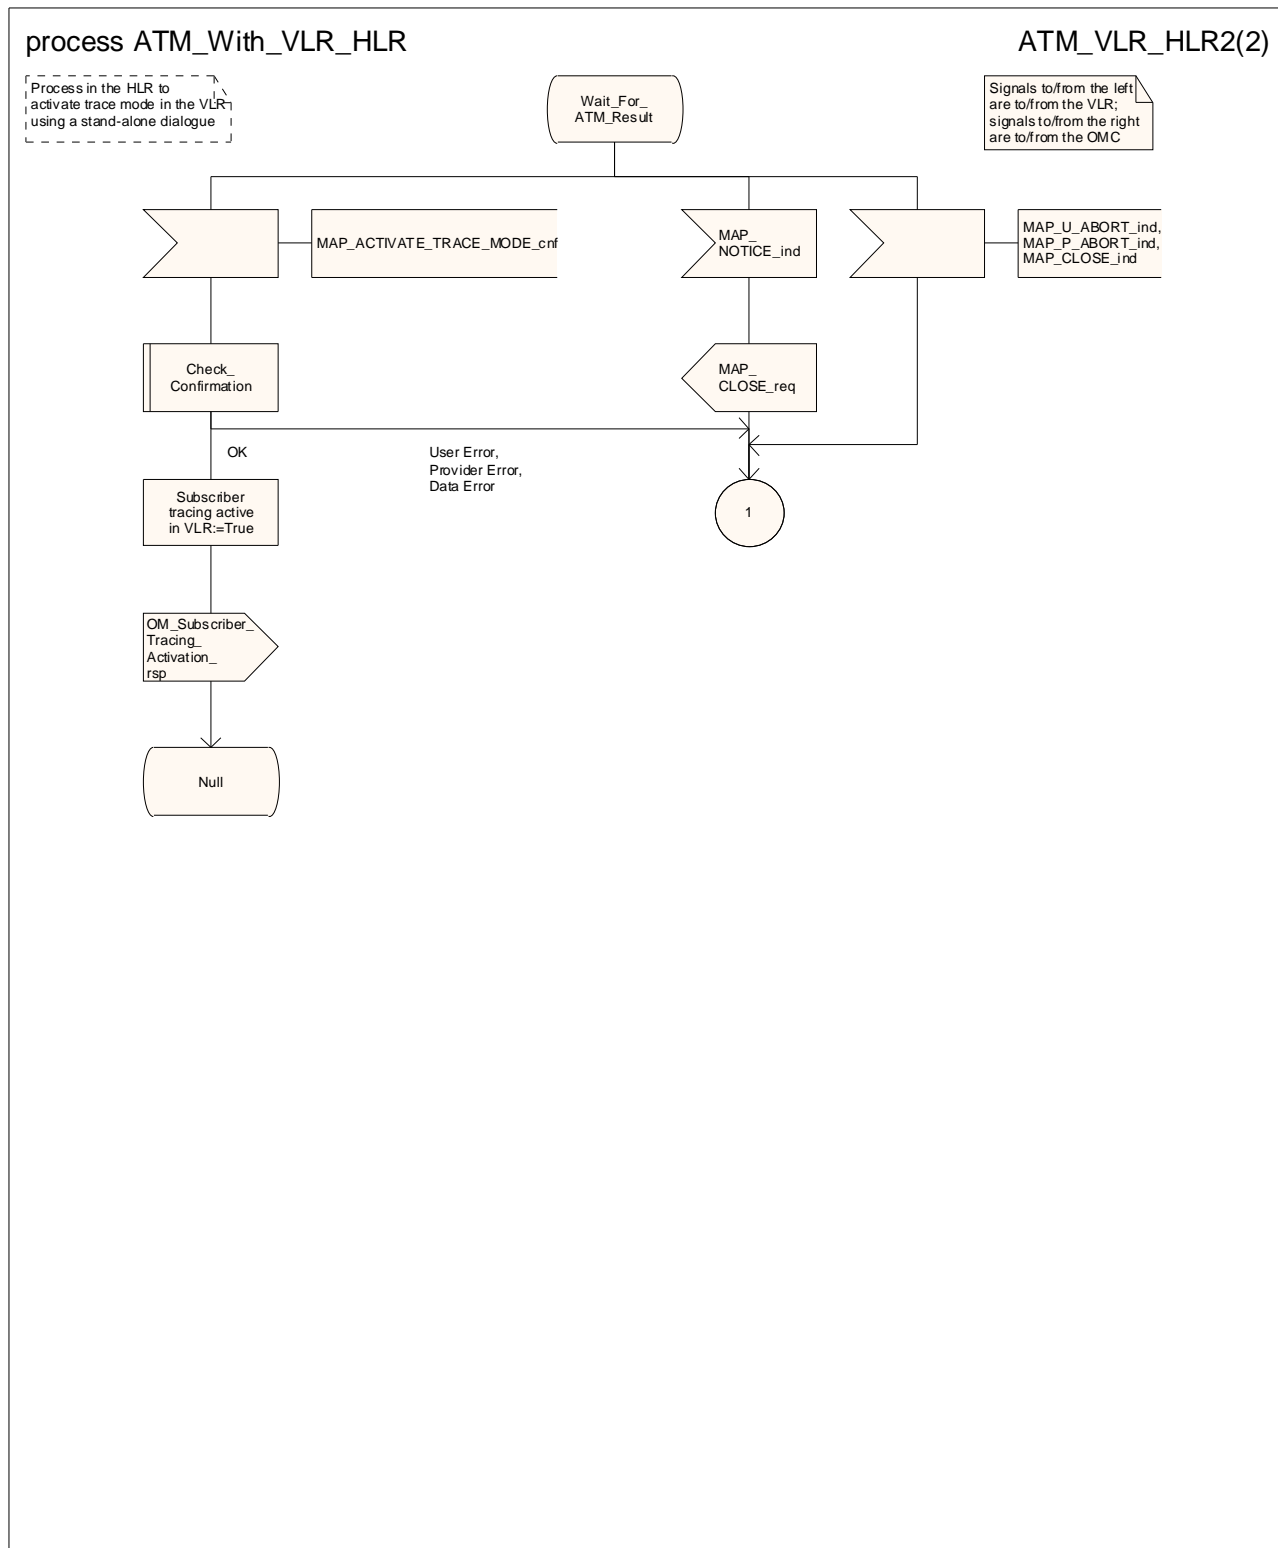 process ATM_With_VLR_HLR
ATM_VLR_HLR2(2)
Process in the HLR to
activate trace mode in the VLR
using a stand-alone dialogue
Wait_For_
ATM_Result
Signals to/from the left
are to/from the VLR;
signals to/from the right
are to/from the OMC
MAP_ACTIVATE_TRACE_MODE_cnf
MAP_
NOTICE_ind
MAP_U_ABORT_ind,
MAP_P_ABORT_ind,
MAP_CLOSE_ind
Check_
Confirmation
MAP_
CLOSE_req
OK
User Error,
Provider Error,
Data Error
Subscriber
tracing active
in VLR:=True
1
OM_Subscriber_
Tracing_
Activation_
rsp
Null